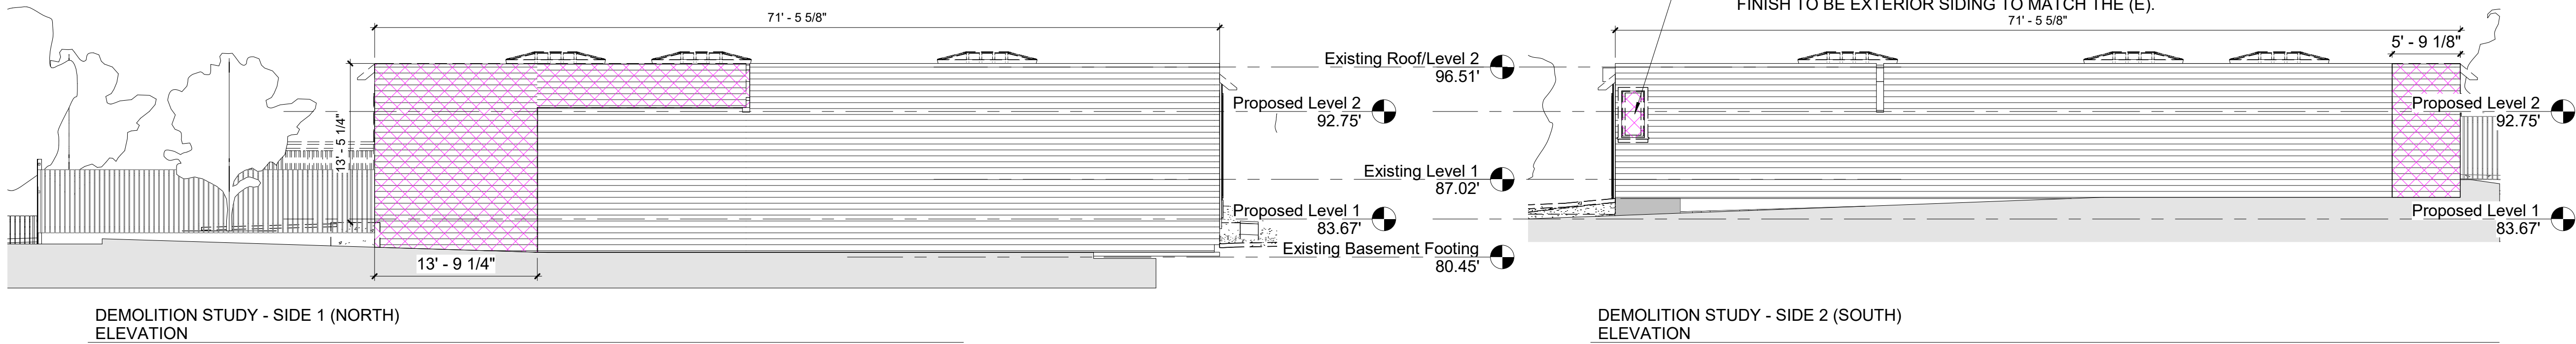 71' - 5 5/8"
13' - 5 1/4"
13' - 9 1/4"
Existing Roof/Level 2
96.51'
Proposed Level 2
92.75'
Existing Level 1
87.02'
Proposed Level 1
83.67'
Existing Basement Footing
80.45'
DEMOLITION STUDY - SIDE 1 (NORTH)
ELEVATION
FINISH TO BE EXTERIOR SIDING TO MATCH THE (E).
71' - 5 5/8"
5' - 9 1/8"
Proposed Level 2
92.75'
Proposed Level 1
83.67'
DEMOLITION STUDY - SIDE 2 (SOUTH)
ELEVATION